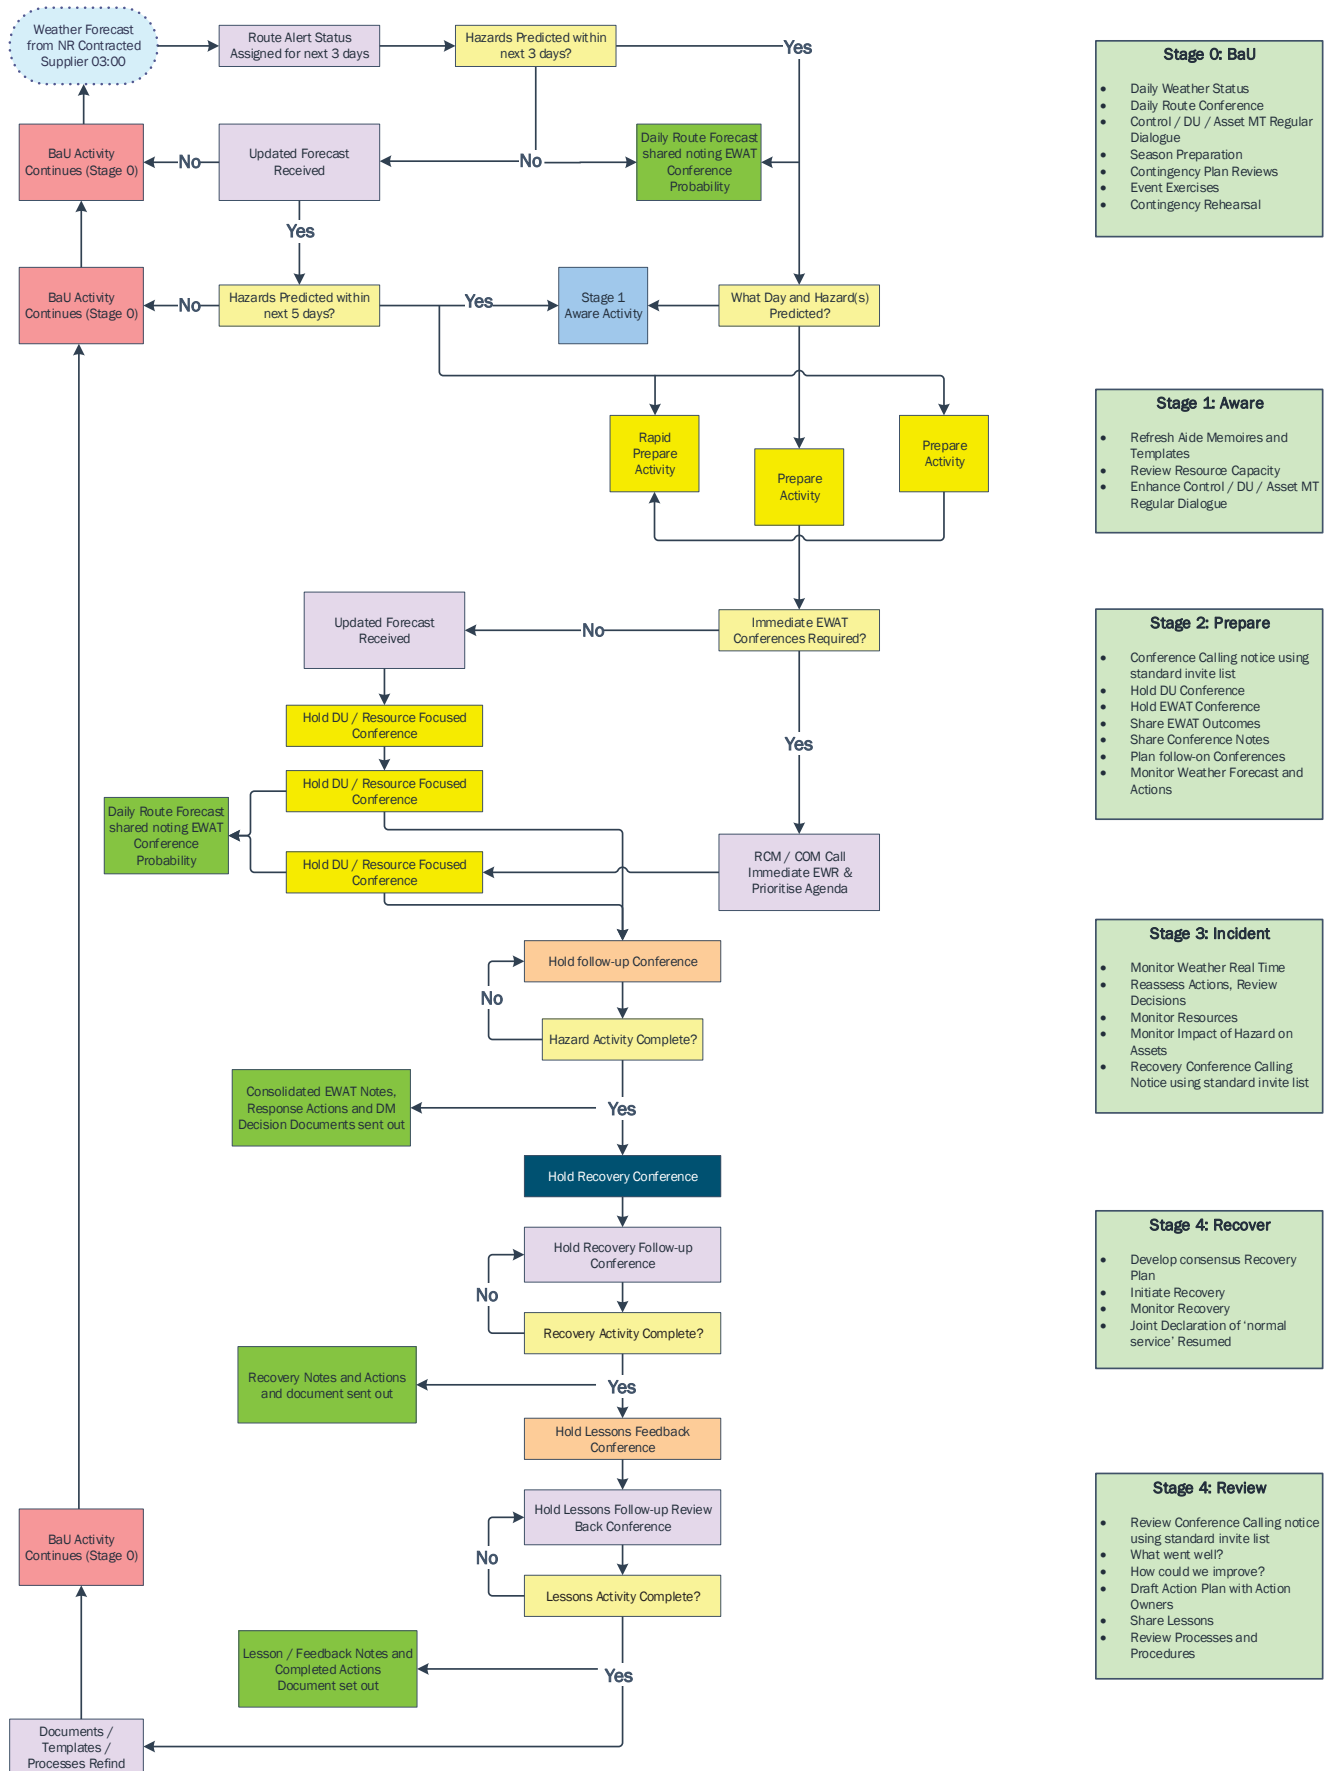 Weather Forecast
from NR Contracted
Supplier 03:00
Route Alert Status
Assigned for next 3 days
Hazards Predicted within
next 3 days?
Yes
BaU Activity
Continues (Stage 0)
No
Updated Forecast
Received
No
Daily Route Forecast
shared noting EWAT
Conference
Probability
Yes
BaU Activity
Continues (Stage 0)
No
Hazards Predicted within
next 5 days?
Yes
Stage 1
Aware Activity
What Day and Hazard(s)
Predicted?
Rapid
Prepare
Activity
Prepare
Activity
Prepare
Activity
Updated Forecast
Received
No
Immediate EWAT
Conferences Required?
Hold DU / Resource Focused
Conference
Yes
Hold DU / Resource Focused
Conference
Daily Route Forecast
shared noting EWAT
Conference
Probability
Hold DU / Resource Focused
Conference
RCM / COM Call
Immediate EWR &
Prioritise Agenda
Hold follow-up Conference
No
Hazard Activity Complete?
Consolidated EWAT Notes,
Response Actions and DM
Decision Documents sent out
Yes
Hold Recovery Conference
Hold Recovery Follow-up
Conference
No
Recovery Activity Complete?
Recovery Notes and Actions
and document sent out
Yes
Hold Lessons Feedback
Conference
Hold Lessons Follow-up Review
Back Conference
No
Lessons Activity Complete?
BaU Activity
Continues (Stage 0)
Lesson / Feedback Notes and
Completed Actions
Document set out
Yes
Documents /
Templates /
Processes Refind
Stage 0: BaU
• Daily Weather Status
• Daily Route Conference
• Control / DU / Asset MT Regular
Dialogue
• Season Preparation
• Contingency Plan Reviews
• Event Exercises
• Contingency Rehearsal
Stage 1: Aware
• Refresh Aide Memoires and
Templates
• Review Resource Capacity
• Enhance Control / DU / Asset MT
Regular Dialogue
Stage 2: Prepare
• Conference Calling notice using
standard invite list
• Hold DU Conference
• Hold EWAT Conference
• Share EWAT Outcomes
• Share Conference Notes
• Plan follow-on Conferences
• Monitor Weather Forecast and
Actions
Stage 3: Incident
• Monitor Weather Real Time
• Reassess Actions, Review
Decisions
• Monitor Resources
• Monitor Impact of Hazard on
Assets
• Recovery Conference Calling
Notice using standard invite list
Stage 4: Recover
• Develop consensus Recovery
Plan
• Initiate Recovery
• Monitor Recovery
• Joint Declaration of ‘normal
service’ Resumed
Stage 4: Review
• Review Conference Calling notice
using standard invite list
• What went well?
• How could we improve?
• Draft Action Plan with Action
Owners
• Share Lessons
• Review Processes and
Procedures